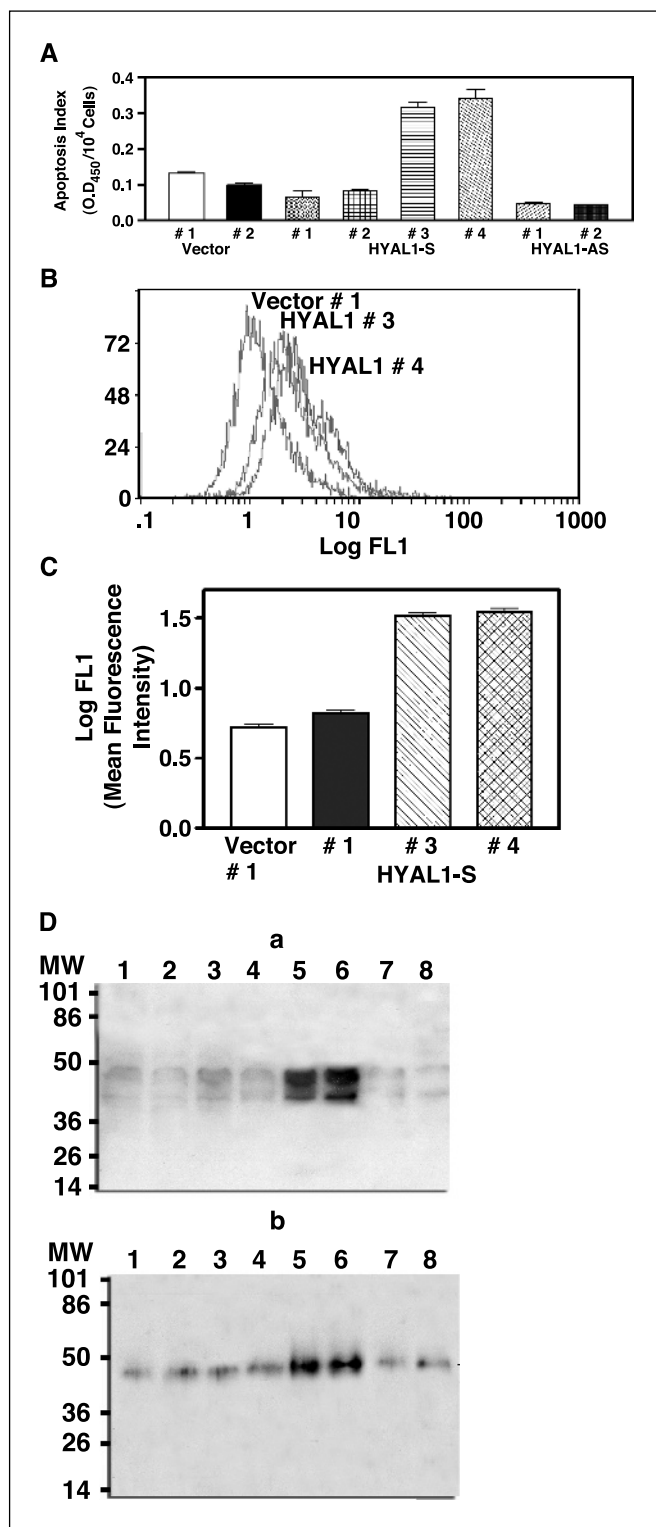 A
Apoptosis Index
(O.D450/10^4 Cells)
0.4
0.3
0.1
0.0
# 1 # 2 # 1 # 2 # 3 # 4 # 1 # 2
Vector HYAL1-S HYAL1-AS
B
Vector # 1
HYAL1 # 3
HYAL1 # 4
72
48
24
0
.1 1 10 100 1000
Log FL1
C
Log FL1
(Mean Fluorescence
Intensity)
1.5
1.0
0.5
0.0
Vector # 1 # 3 # 4
# 1 HYAL1-S
D
a
MW 1 2 3 4 5 6 7 8
101
86
50
36
26
14
b
MW 1 2 3 4 5 6 7 8
101
86
50
36
26
14